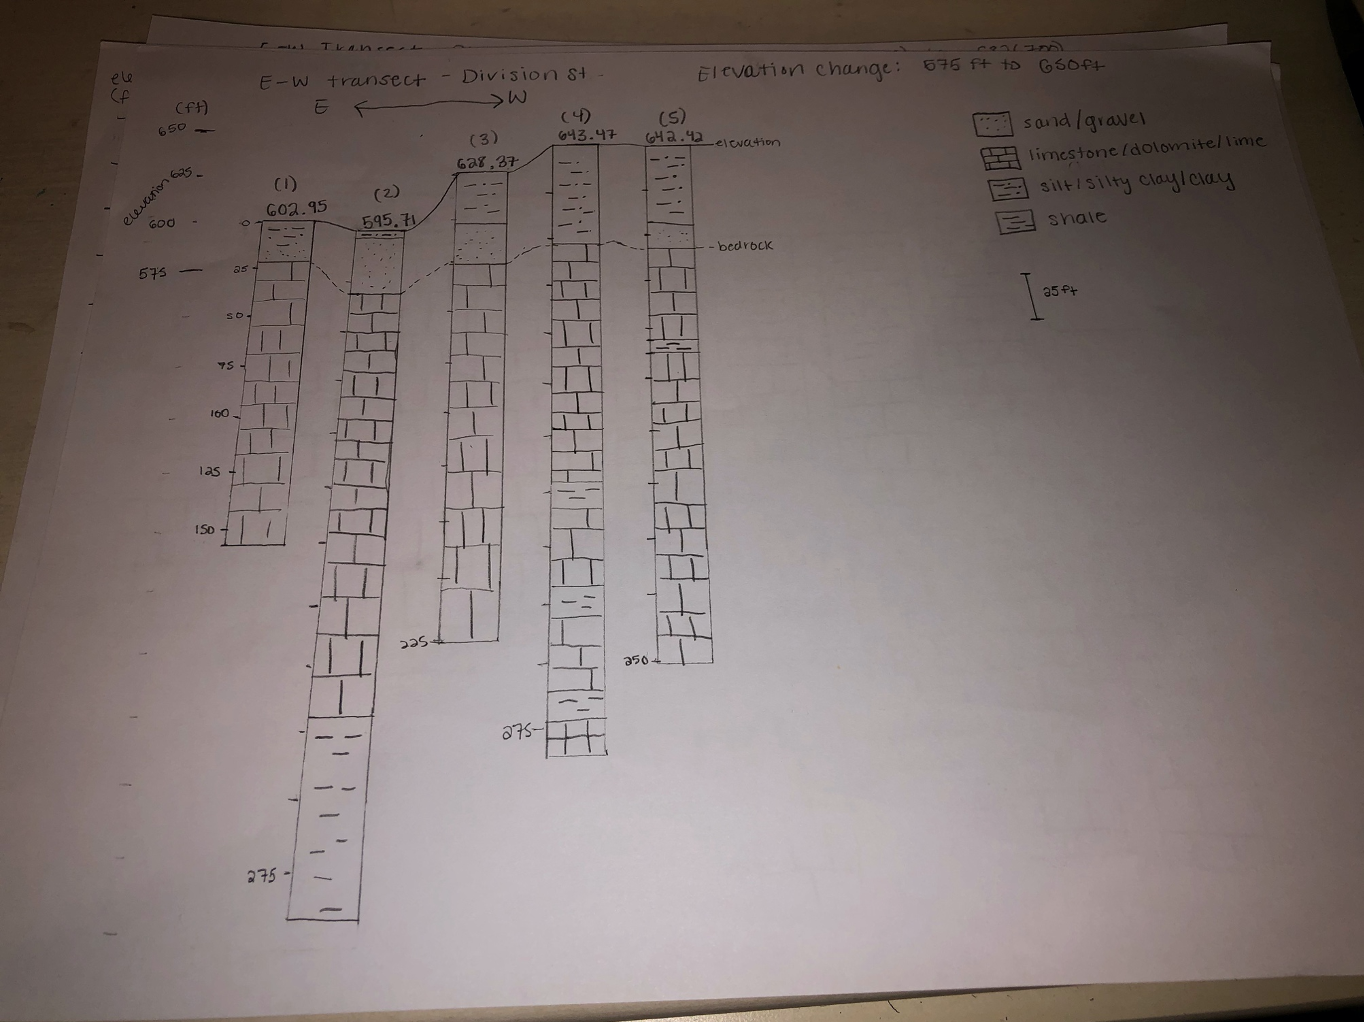 E-W Transect
ele
(f
E-W transect - Division St.
Elevation change: 575 ft to 650ft
E W
(ft)
650
elevation
625
600
575
(1)
602.95
(2)
595.71
(3)
628.37
(4)
643.47
(5)
642.42
elevation
bedrock
0
25
50
75
100
125
150
275
225
275
250
sand/gravel
limestone/dolomite/lime
silt/silty clay/clay
shale
25ft